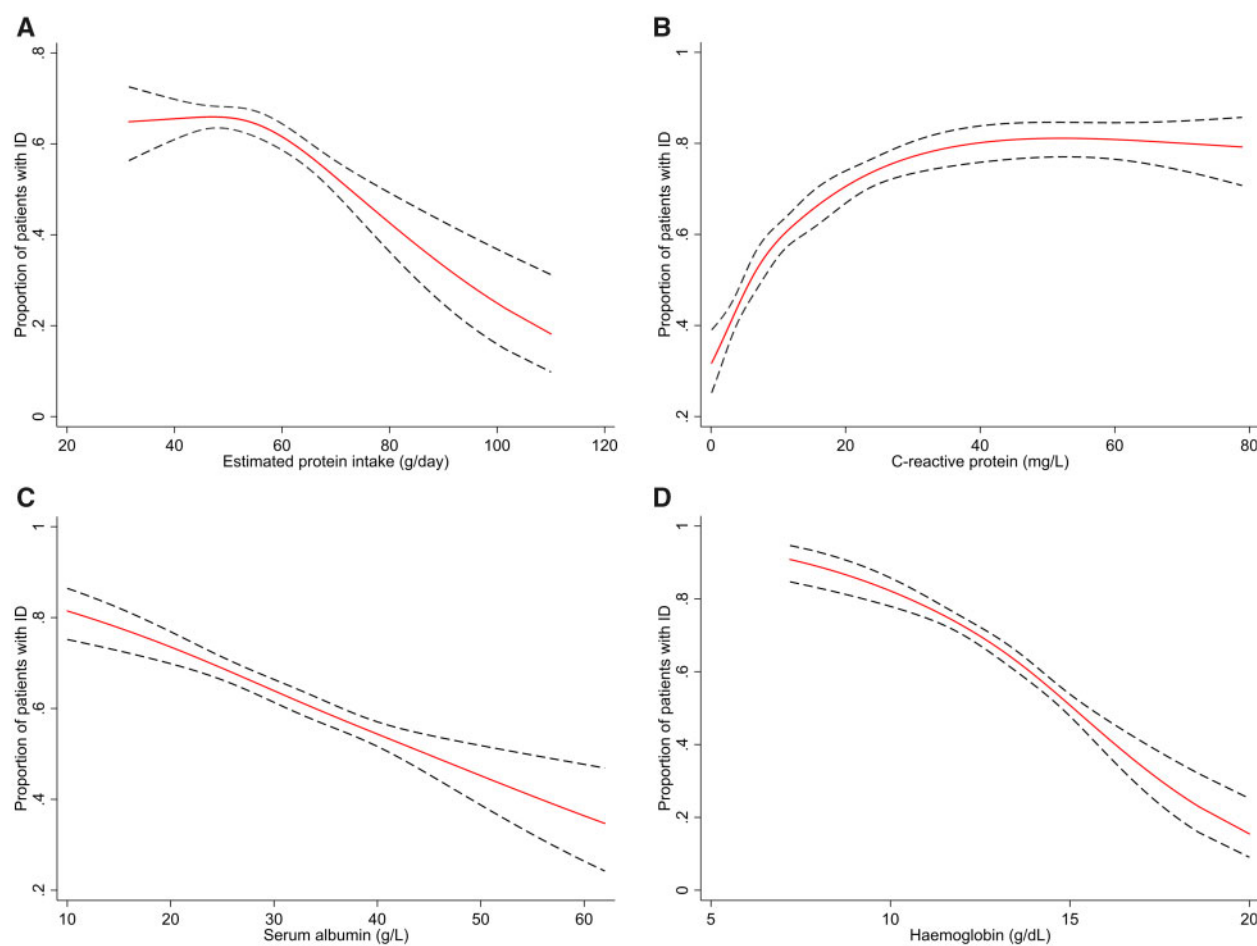 A
Proportion of patients with ID
.8
.6
.4
.2
0
20 40 60 80 100 120
Estimated protein intake (g/day)
B
Proportion of patients with ID
1
.8
.6
.4
.2
0 20 40 60 80
C-reactive protein (mg/L)
C
Proportion of patients with ID
1
.8
.6
.4
.2
10 20 30 40 50 60
Serum albumin (g/L)
D
Proportion of patients with ID
1
.8
.6
.4
.2
0
5 10 15 20
Haemoglobin (g/dL)